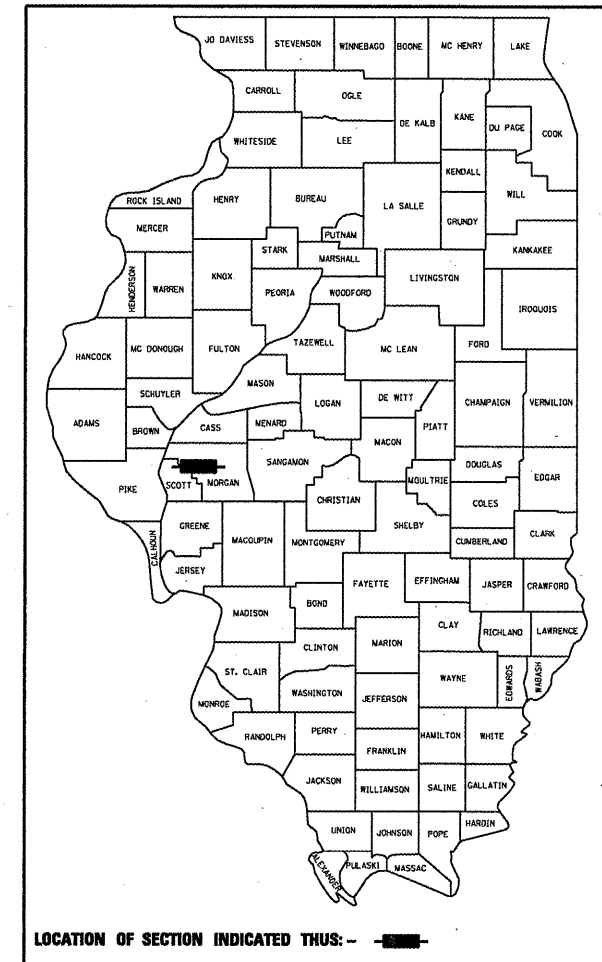 JO DAVIESS
STEVENSON
WINNEBAGO
BOONE
MC HENRY
LAKE
CARROLL
OGLE
DE KALB
KANE
DU PAGE
COOK
WHITESIDE
LEE
KENDALL
WILL
ROCK ISLAND
HENRY
BUREAU
LA SALLE
GRUNDY
MERCER
PUTNAM
STARK
MARSHALL
KANKAKEE
HENDERSON
WARREN
KNOX
PEORIA
WOODFORD
LIVINGSTON
IROQUOIS
HANCOCK
MC DONOUGH
FULTON
TAZEWELL
MC LEAN
FORD
MASON
SCHUYLER
LOGAN
DE WITT
CHAMPAIGN
VERMILION
ADAMS
BROWN
CASS
MENARD
PIATT
MACON
SANGAMON
DOUGLAS
EDGAR
PIKE
SCOTT
MORGAN
CHRISTIAN
MOULTRIE
COLES
GREENE
MACOUPIN
MONTGOMERY
SHELBY
CUMBERLAND
CLARK
CALHOUN
JERSEY
FAYETTE
EFFINGHAM
JASPER
CRAWFORD
MADISON
BOND
CLAY
RICHLAND
LAWRENCE
CLINTON
MARION
WAYNE
EDWARDS
WABASH
ST. CLAIR
WASHINGTON
JEFFERSON
MONROE
RANDOLPH
PERRY
HAMILTON
WHITE
FRANKLIN
JACKSON
WILLIAMSON
SALINE
GALLATIN
UNION
JOHNSON
POPE
HARDIN
ALEXANDER
PULASKI
MASSAC
LOCATION OF SECTION INDICATED THUS: -